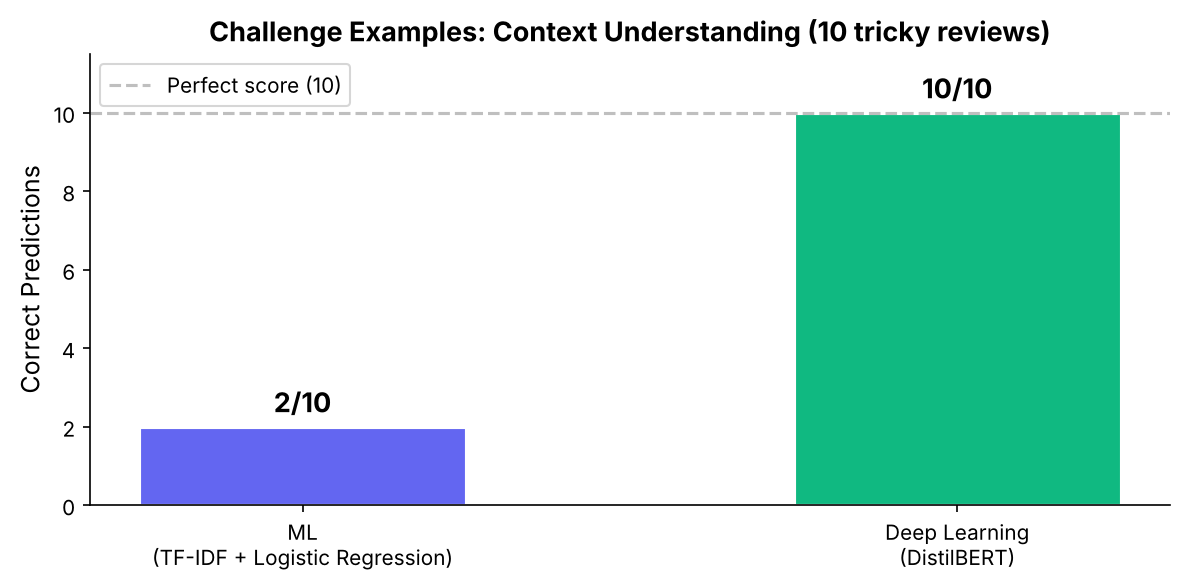 Challenge Examples: Context Understanding (10 tricky reviews)
Perfect score (10)
10/10
2/10
Correct Predictions
10
8
6
4
2
0
ML
(TF-IDF + Logistic Regression)
Deep Learning
(DistilBERT)